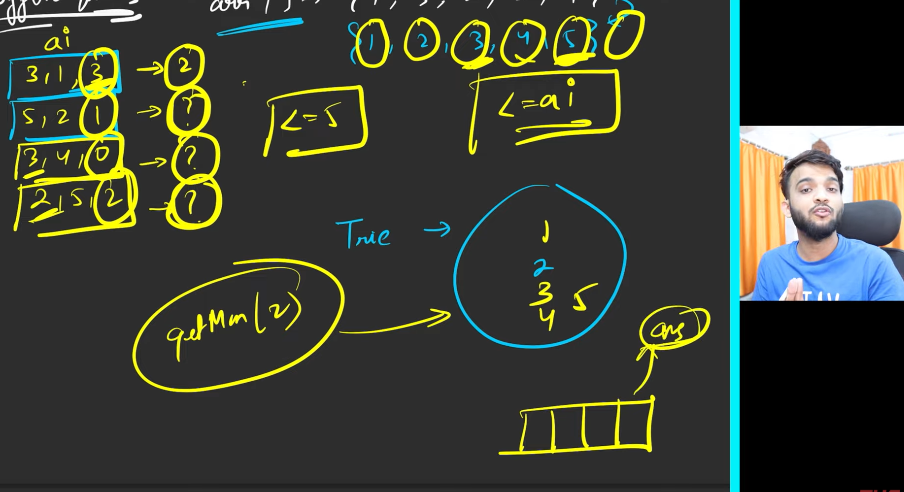 ai
{1, 2, 3, 4, 5}
3, 1, 3 → 2
5, 2 1 → ?
3, 4, 0 → ?
2, 5, 2 → ?
<=5
<=ai
True →
1
2
3 5
4
getMan(2)
ans